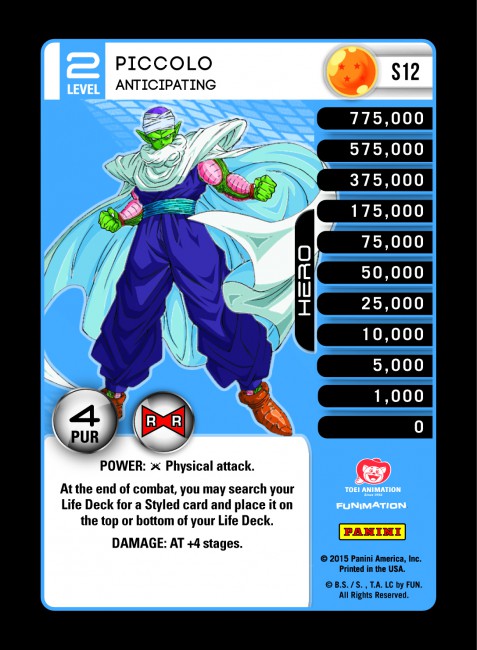 2
LEVEL
PICCOLO
ANTICIPATING
S12
775,000
575,000
375,000
175,000
75,000
50,000
25,000
10,000
5,000
1,000
0
HERO
4
PUR
R R
POWER: Physical attack.
At the end of combat, you may search your
Life Deck for a Styled card and place it on
the top or bottom of your Life Deck.
DAMAGE: AT +4 stages.
TOEI ANIMATION
Since 1956
FUNIMATION
PANINI
© 2015 Panini America, Inc.
Printed in the USA.
© B.S. / S. , T.A. LC by FUN.
All Rights Reserved.